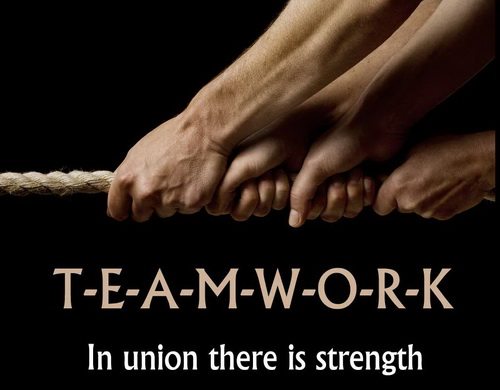 T-E-A-M-W-O-R-K
In union there is strength